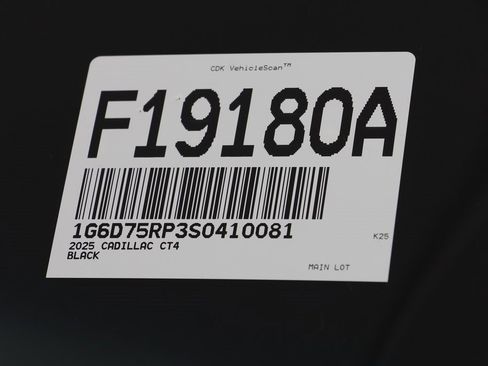 CDK VehicleScan™
F19180A
1G6D75RP3S0410081
2025 CADILLAC CT4
BLACK
K25
MAIN LOT